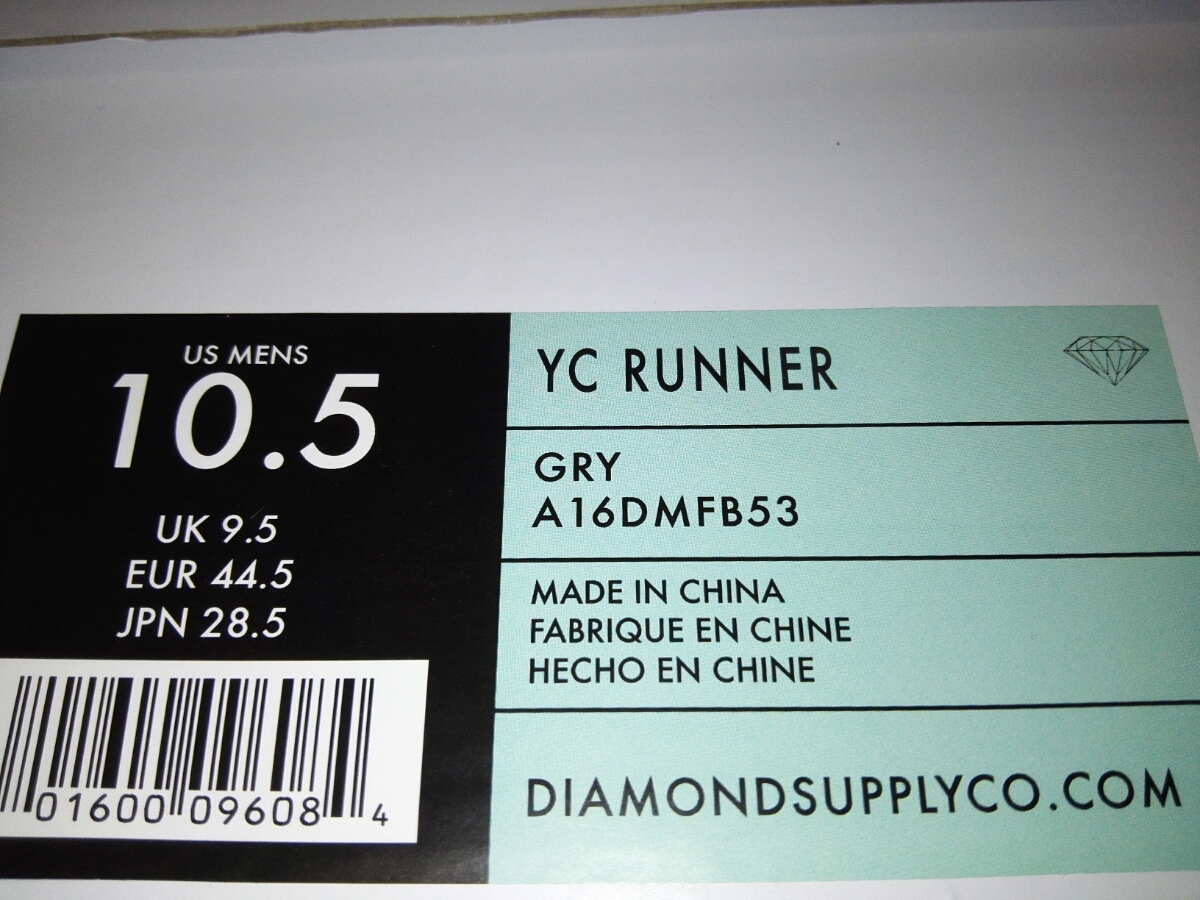 US MENS
10.5
UK 9.5
EUR 44.5
JPN 28.5
01600 09608 4
YC RUNNER
GRY
A16DMFB53
MADE IN CHINA
FABRIQUE EN CHINE
HECHO EN CHINE
DIAMONDSUPPLYCO.COM